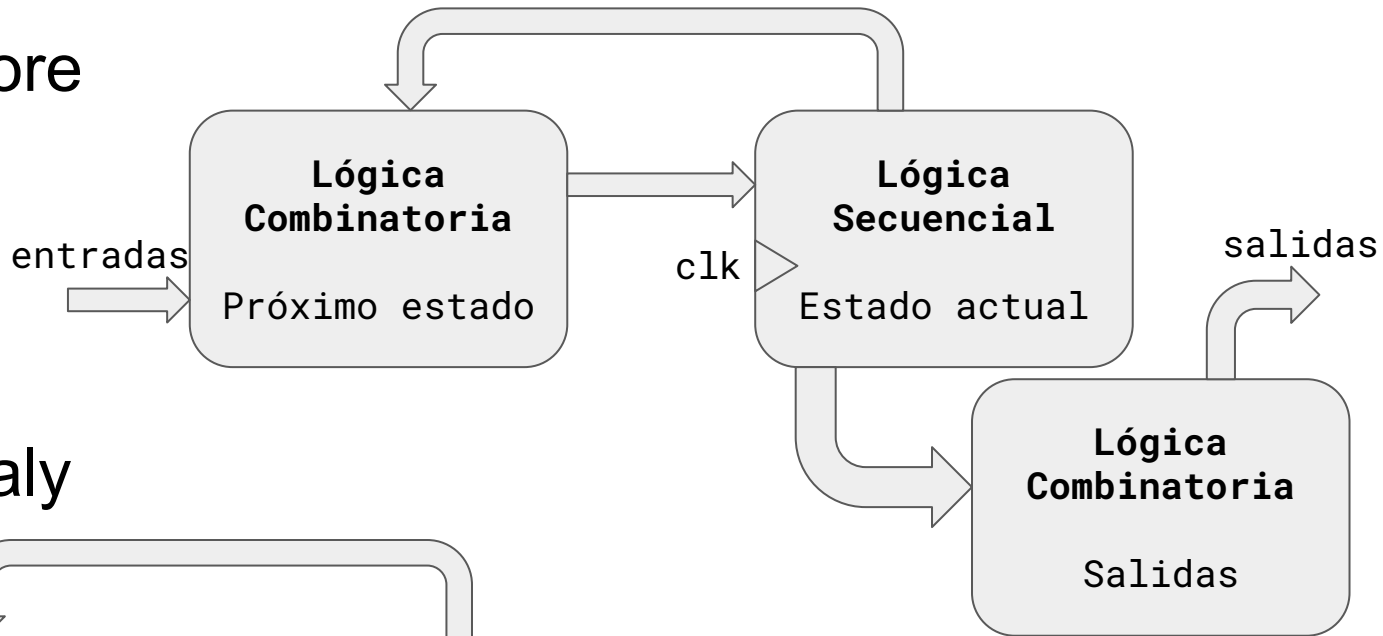 ore
Lógica
Combinatoria
Próximo estado
entradas
Lógica
Secuencial
clk
Estado actual
salidas
Lógica
Combinatoria
Salidas
aly